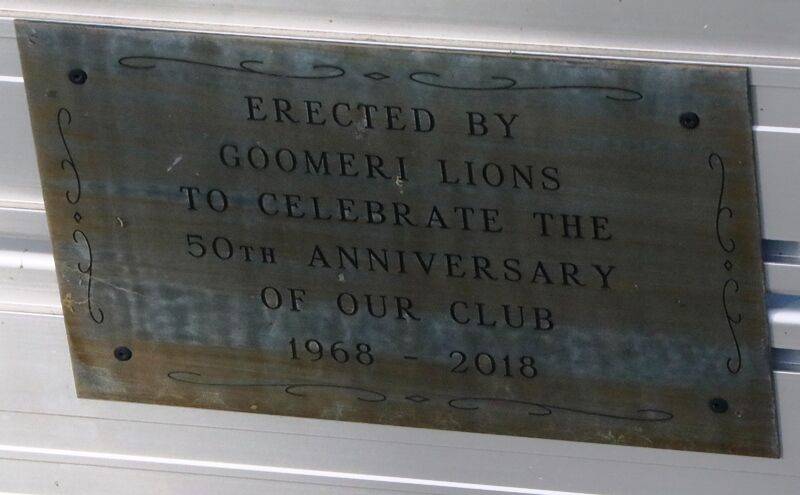 ERECTED BY
GOOMERI LIONS
TO CELEBRATE THE
50TH ANNIVERSARY
OF OUR CLUB
1968 - 2018